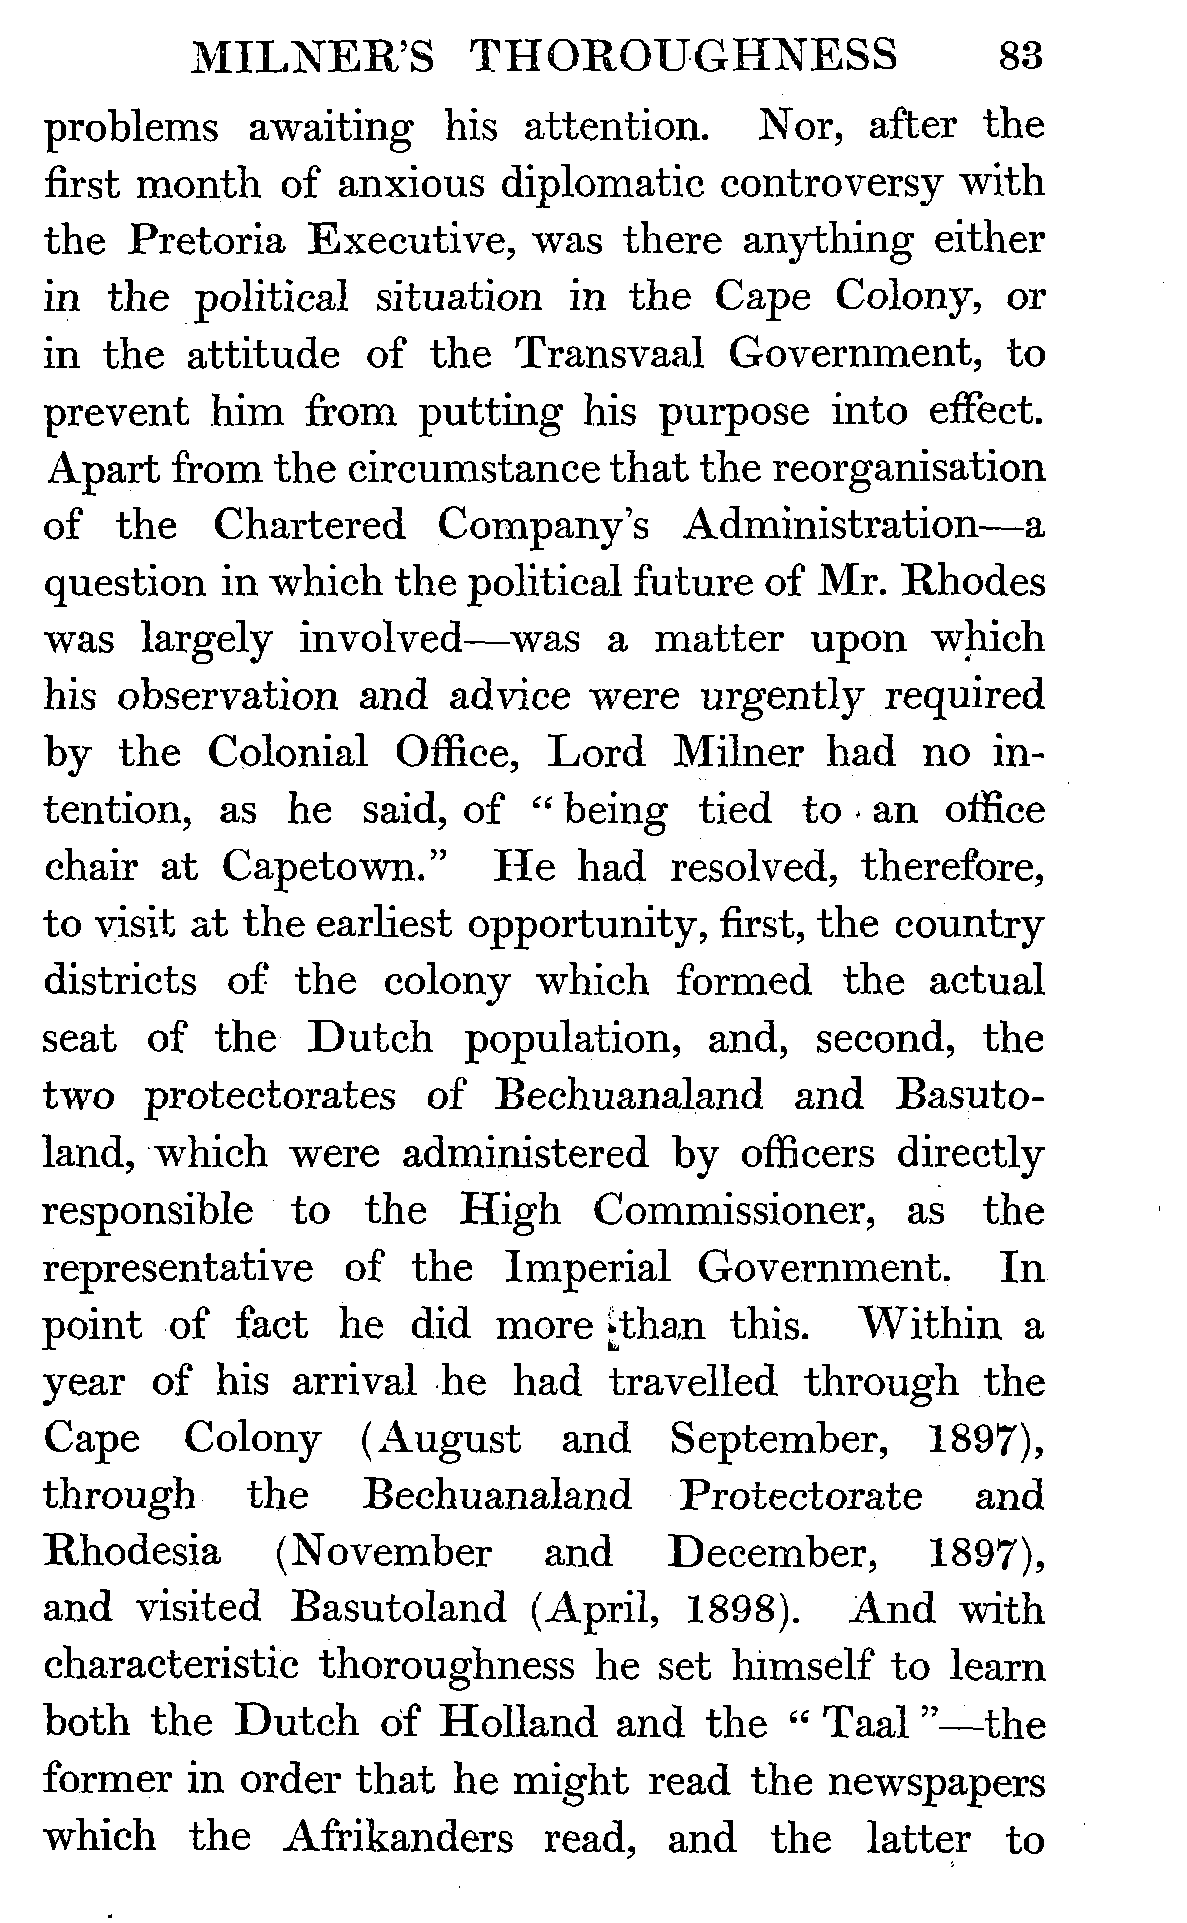 MILNER'S THOROUGHNESS 83
problems awaiting his attention. Nor, after the
first month of anxious diplomatic controversy with
the Pretoria Executive, was there anything either
in the political situation in the Cape Colony, or
in the attitude of the Transvaal Government, to
prevent him from putting his purpose into effect.
Apart from the circumstance that the reorganisation
of the Chartered Company's Administration—a
question in which the political future of Mr. Rhodes
was largely involved—was a matter upon which
his observation and advice were urgently required
by the Colonial Office, Lord Milner had no in-
tention, as he said, of "being tied to an office
chair at Capetown." He had resolved, therefore,
to visit at the earliest opportunity, first, the country
districts of the colony which formed the actual
seat of the Dutch population, and, second, the
two protectorates of Bechuanaland and Basuto-
land, which were administered by officers directly
responsible to the High Commissioner, as the
representative of the Imperial Government. In
point of fact he did more than this. Within a
year of his arrival he had travelled through the
Cape Colony (August and September, 1897),
through the Bechuanaland Protectorate and
Rhodesia (November and December, 1897),
and visited Basutoland (April, 1898). And with
characteristic thoroughness he set himself to learn
both the Dutch of Holland and the "Taal"—the
former in order that he might read the newspapers
which the Afrikanders read, and the latter to